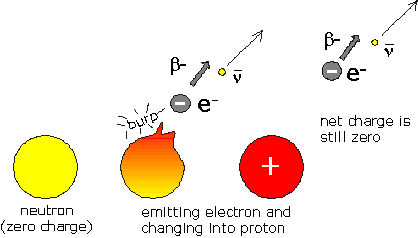 β- ν̄
− e⁻
burp
β- ν̄
− e⁻
net charge is
still zero
+
neutron
(zero charge)
emitting electron and
changing into proton